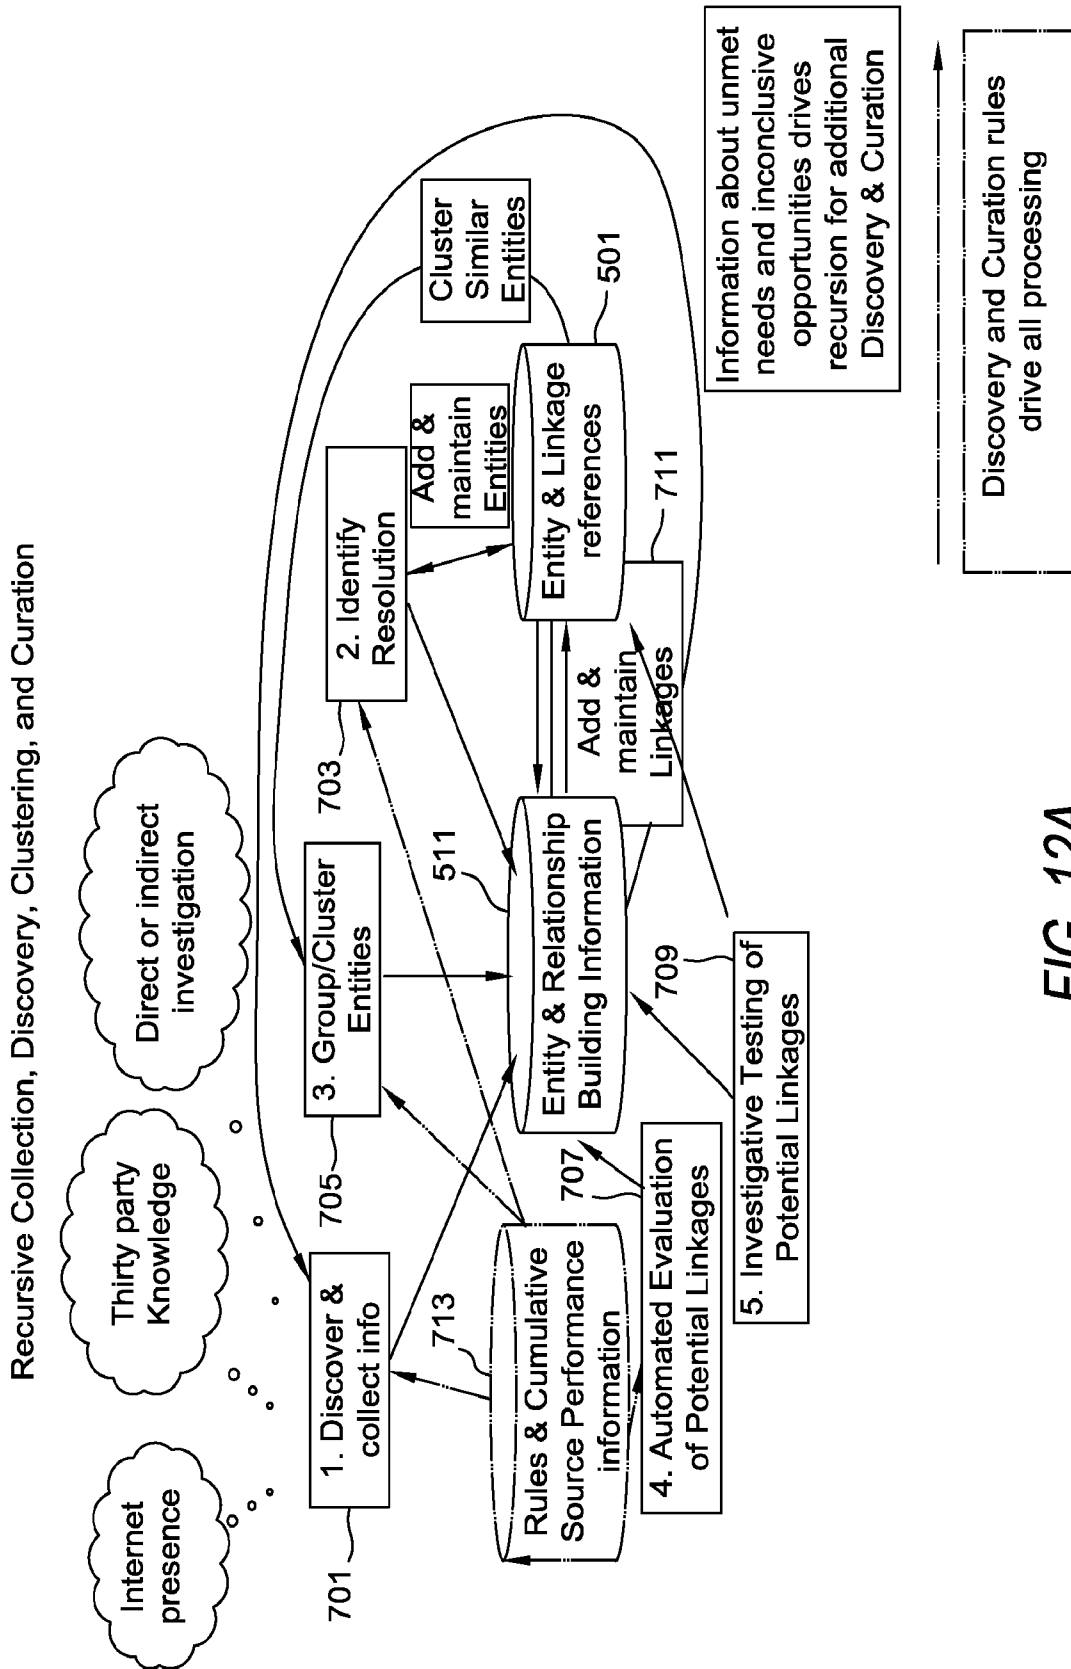 Recursive Collection, Discovery, Clustering, and Curation
Internet
presence
Thirty party
Knowledge
Direct or indirect
investigation
701
1. Discover &
collect info
705
3. Group/Cluster
Entities
703
2. Identify
Resolution
Add &
maintain
Entities
Cluster
Similar
Entities
713
Rules & Cumulative
Source Performance
information
511
Entity & Relationship
Building Information
Entity & Linkage
references
501
Add &
maintain
Linkages
711
707
4. Automated Evaluation
of Potential Linkages
709
5. Investigative Testing of
Potential Linkages
Information about unmet
needs and inconclusive
opportunities drives
recursion for additional
Discovery & Curation
Discovery and Curation rules
drive all processing
FIG. 12A